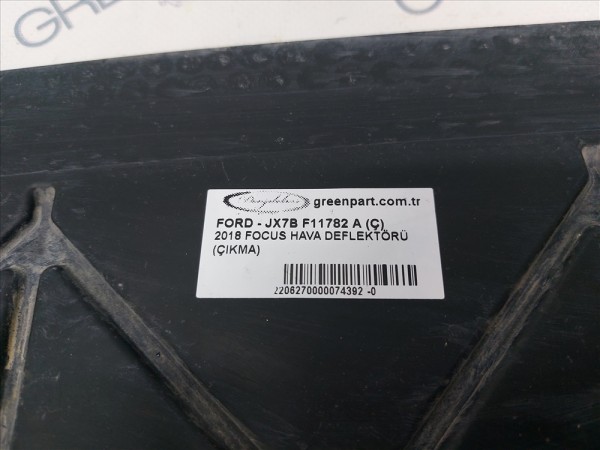 greenpart.com.tr
FORD - JX7B F11782 A (Ç)
2018 FOCUS HAVA DEFLEKTÖRÜ
(ÇIKMA)
2206270000074392 -0